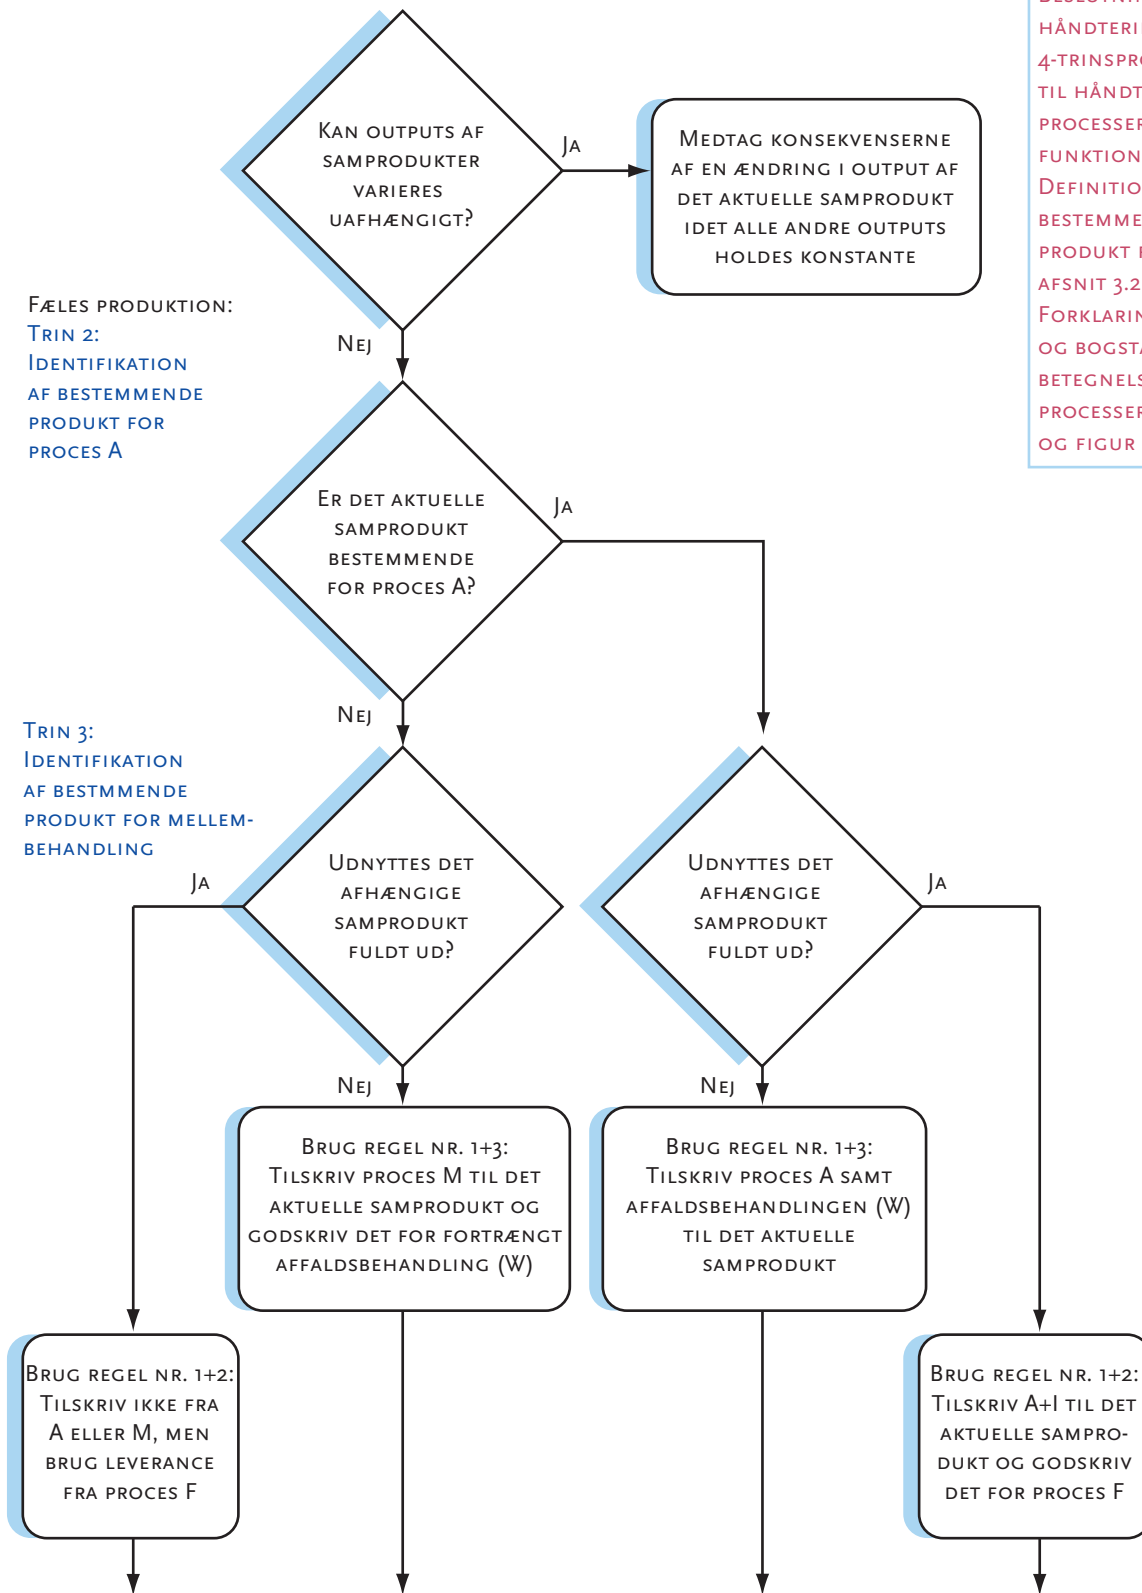 Kan outputs af
samprodukter
varieres
uafhængigt?
Ja
Medtag konsekvenserne
af en ændring i output af
det aktuelle samprodukt
idet alle andre outputs
holdes konstante
4-trinspro
til håndt
processer
funktion
Definitio
bestemme
produkt f
afsnit 3.2
Forklarin
og bogsta
betegnels
processer
og figur
Fæles produktion:
Trin 2:
Identifikation
af bestemmende
produkt for
proces A
Nej
Er det aktuelle
samprodukt
bestemmende
for proces A?
Ja
Nej
Trin 3:
Identifikation
af bestmmende
produkt for mellem-
behandling
Ja
Udnyttes det
afhængige
samprodukt
fuldt ud?
Udnyttes det
afhængige
samprodukt
fuldt ud?
Ja
Nej
Nej
Brug regel nr. 1+3:
Tilskriv proces M til det
aktuelle samprodukt og
godskriv det for fortrængt
affaldsbehandling (W)
Brug regel nr. 1+3:
Tilskriv proces A samt
affaldsbehandlingen (W)
til det aktuelle
samprodukt
Brug regel nr. 1+2:
Tilskriv ikke fra
A eller M, men
brug leverance
fra proces F
Brug regel nr. 1+2:
Tilskriv A+I til det
aktuelle sampro-
dukt og godskriv
det for proces F